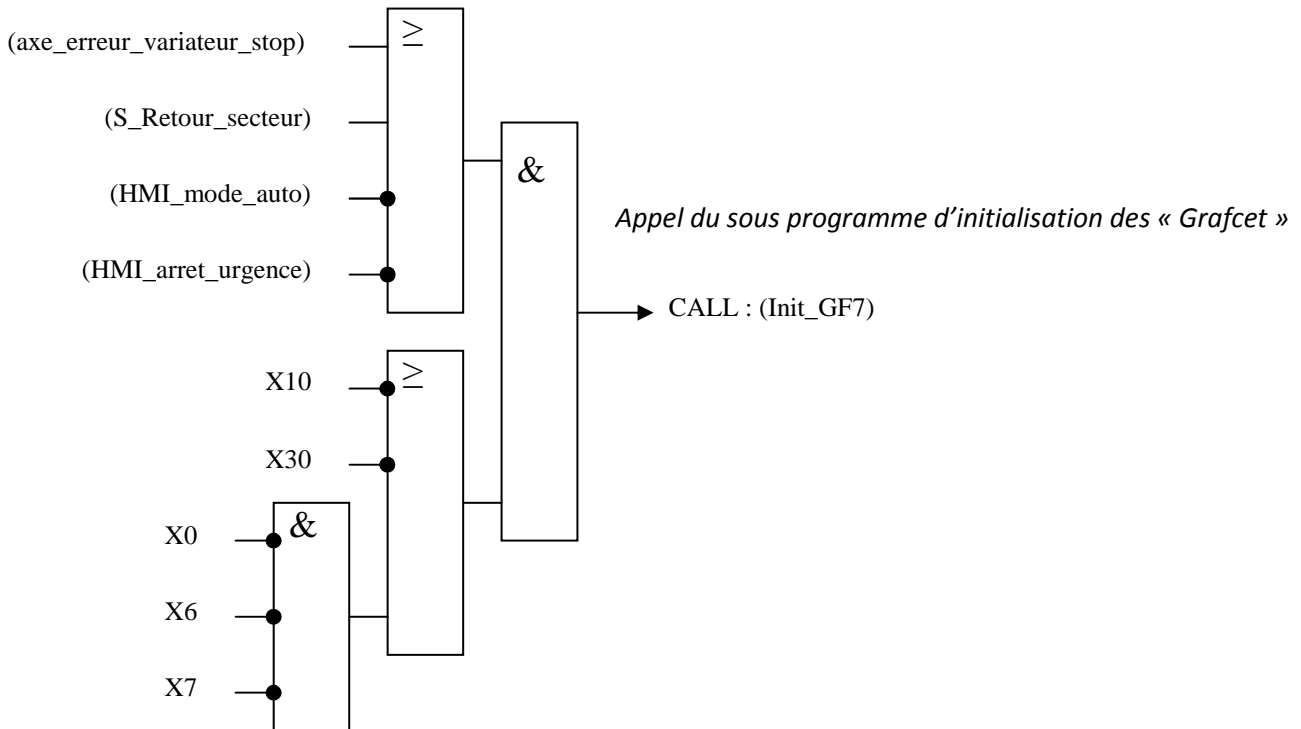 (axe_erreur_variateur_stop)
≥
(S_Retour_secteur)
&
(HMI_mode_auto)
Appel du sous programme d’initialisation des « Grafcet »
(HMI_arret_urgence)
CALL : (Init_GF7)
X10
≥
X30
X0
&
X6
X7